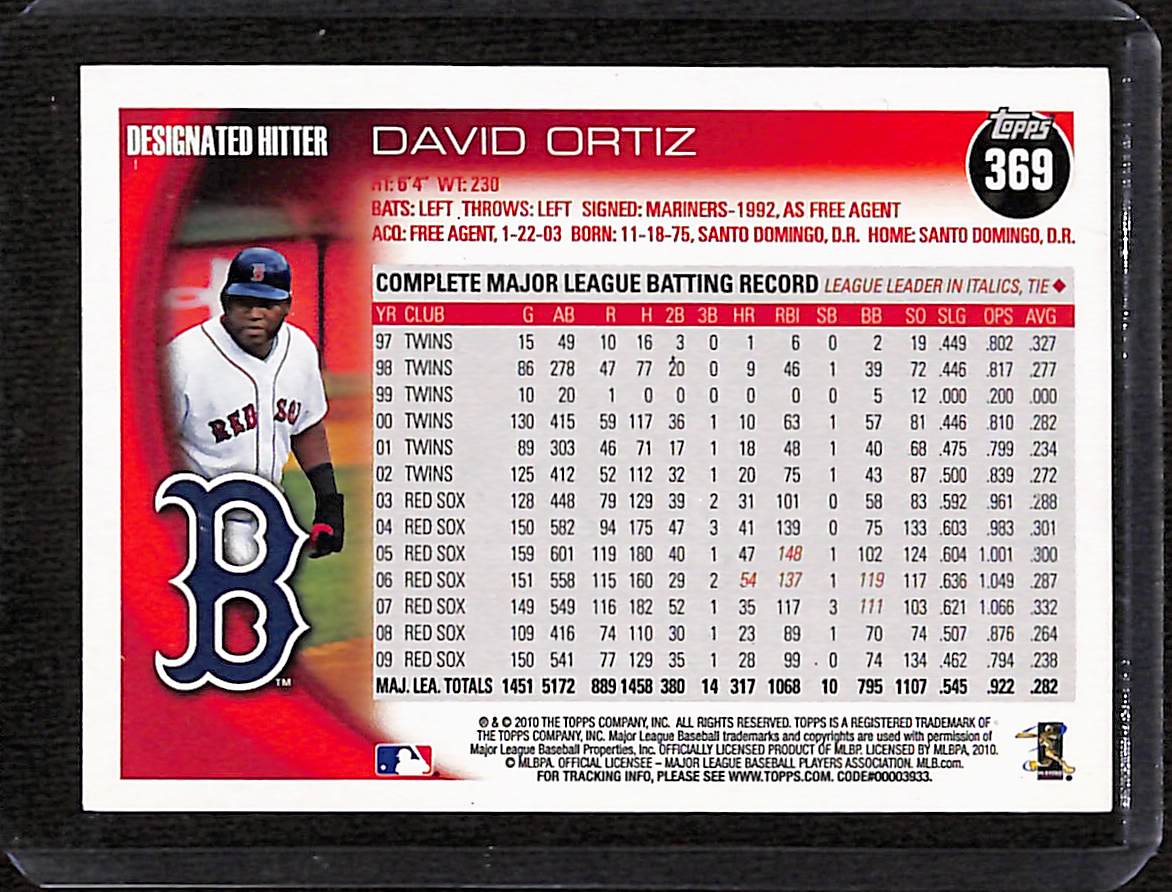 DESIGNATED HITTER DAVID ORTIZ
Topps
369
HT: 6'4" WT: 230
BATS: LEFT THROWS: LEFT SIGNED: MARINERS-1992, AS FREE AGENT
ACQ: FREE AGENT, 1-22-03 BORN: 11-18-75, SANTO DOMINGO, D.R. HOME: SANTO DOMINGO, D.R.
COMPLETE MAJOR LEAGUE BATTING RECORD LEAGUE LEADER IN ITALICS, TIE ♦
YR CLUB G AB R H 2B 3B HR RBI SB BB SO SLG OPS AVG
97 TWINS 15 49 10 16 3 0 1 6 0 2 19 .449 .802 .327
98 TWINS 86 278 47 77 20 0 9 46 1 39 72 .446 .817 .277
99 TWINS 10 20 1 0 0 0 0 0 0 5 12 .000 .200 .000
00 TWINS 130 415 59 117 36 1 10 63 1 57 81 .446 .810 .282
01 TWINS 89 303 46 71 17 1 18 48 1 40 68 .475 .799 .234
02 TWINS 125 412 52 112 32 1 20 75 1 43 87 .500 .839 .272
03 RED SOX 128 448 79 129 39 2 31 101 0 58 83 .592 .961 .288
04 RED SOX 150 582 94 175 47 3 41 139 0 75 133 .603 .983 .301
05 RED SOX 159 601 119 180 40 1 47 148 1 102 124 .604 1.001 .300
06 RED SOX 151 558 115 160 29 2 54 137 1 119 117 .636 1.049 .287
07 RED SOX 149 549 116 182 52 1 35 117 3 111 103 .621 1.066 .332
08 RED SOX 109 416 74 110 30 1 23 89 1 70 74 .507 .876 .264
09 RED SOX 150 541 77 129 35 1 28 99 0 74 134 .462 .794 .238
MAJ. LEA. TOTALS 1451 5172 889 1458 380 14 317 1068 10 795 1107 .545 .922 .282
B
RED SOX
B
TM
® & © 2010 THE TOPPS COMPANY, INC. ALL RIGHTS RESERVED. TOPPS IS A REGISTERED TRADEMARK OF
THE TOPPS COMPANY, INC. Major League Baseball trademarks and copyrights are used with permission of
Major League Baseball Properties, Inc. OFFICIALLY LICENSED PRODUCT OF MLBP. LICENSED BY MLBPA, 2010.
© MLBPA. OFFICIAL LICENSEE – MAJOR LEAGUE BASEBALL PLAYERS ASSOCIATION. MLB.com.
FOR TRACKING INFO, PLEASE SEE WWW.TOPPS.COM. CODE#00003933.